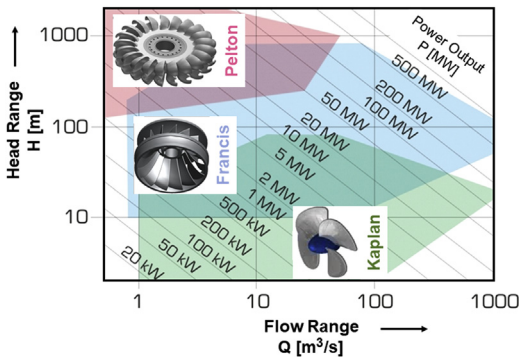 Head Range
H [m]
1000
100
10
Pelton
Francis
Kaplan
Power Output
P [MW]
500 MW
200 MW
100 MW
50 MW
20 MW
10 MW
5 MW
2 MW
1 MW
500 kW
200 kW
100 kW
50 kW
20 kW
1
10
100
1000
Flow Range
Q [m³/s]